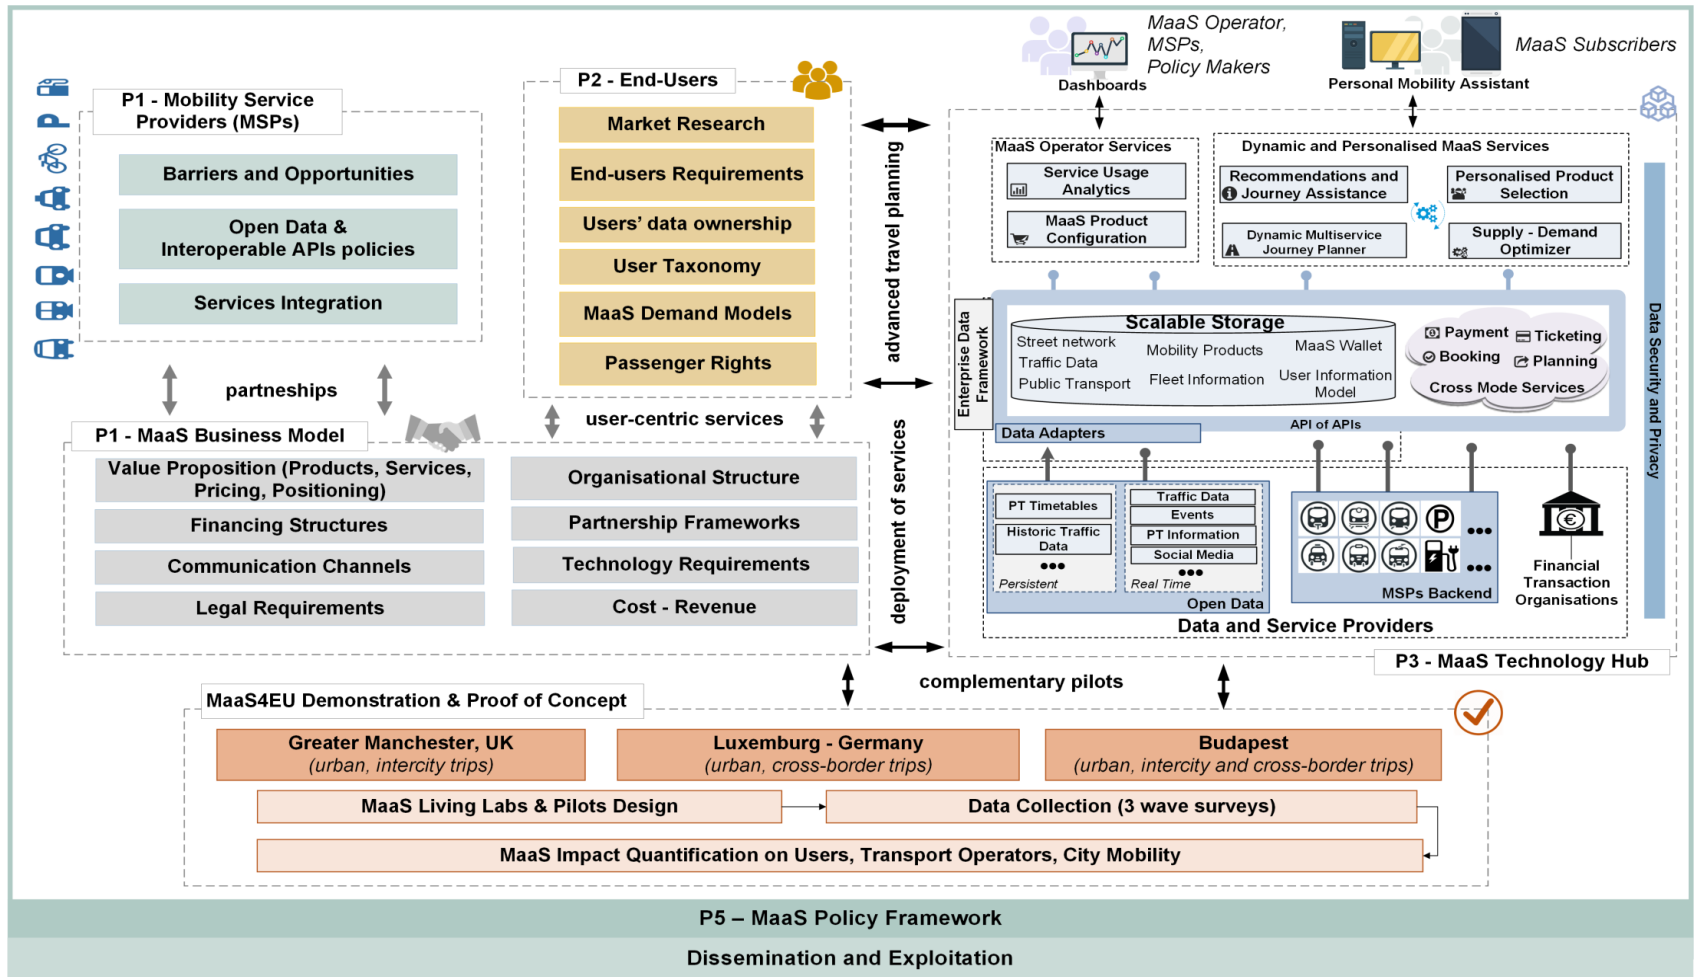 MaaS Operator,
MSPs,
Policy Makers
Dashboards
MaaS Subscribers
Personal Mobility Assistant
P1 - Mobility Service
Providers (MSPs)
Barriers and Opportunities
Open Data &
Interoperable APIs policies
Services Integration
partneships
P2 - End-Users
Market Research
End-users Requirements
Users' data ownership
User Taxonomy
MaaS Demand Models
Passenger Rights
user-centric services
advanced travel planning
deployment of services
P1 - MaaS Business Model
Value Proposition (Products, Services,
Pricing, Positioning)
Financing Structures
Communication Channels
Legal Requirements
Organisational Structure
Partnership Frameworks
Technology Requirements
Cost - Revenue
MaaS Operator Services
Service Usage
Analytics
MaaS Product
Configuration
Dynamic and Personalised MaaS Services
Recommendations and
Journey Assistance
Personalised Product
Selection
Dynamic Multiservice
Journey Planner
Supply - Demand
Optimizer
Enterprise Data
Framework
Scalable Storage
Street network
Traffic Data
Public Transport
Mobility Products
Fleet Information
MaaS Wallet
User Information
Model
Payment
Ticketing
Booking
Planning
Cross Mode Services
API of APIs
Data Adapters
Data Security and Privacy
PT Timetables
Historic Traffic
Data
Persistent
Traffic Data
Events
PT Information
Social Media
Real Time
Open Data
P
MSPs Backend
€
Financial
Transaction
Organisations
Data and Service Providers
P3 - MaaS Technology Hub
complementary pilots
MaaS4EU Demonstration & Proof of Concept
Greater Manchester, UK
(urban, intercity trips)
Luxemburg - Germany
(urban, cross-border trips)
Budapest
(urban, intercity and cross-border trips)
MaaS Living Labs & Pilots Design
Data Collection (3 wave surveys)
MaaS Impact Quantification on Users, Transport Operators, City Mobility
P5 – MaaS Policy Framework
Dissemination and Exploitation